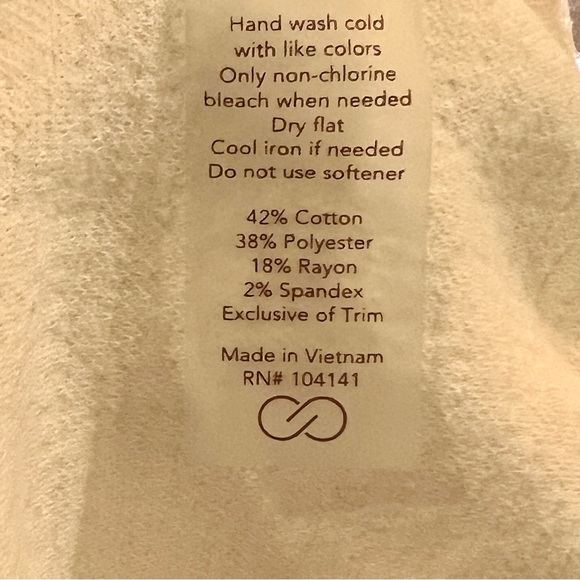 Hand wash cold
with like colors
Only non-chlorine
bleach when needed
Dry flat
Cool iron if needed
Do not use softener
42% Cotton
38% Polyester
18% Rayon
2% Spandex
Exclusive of Trim
Made in Vietnam
RN# 104141